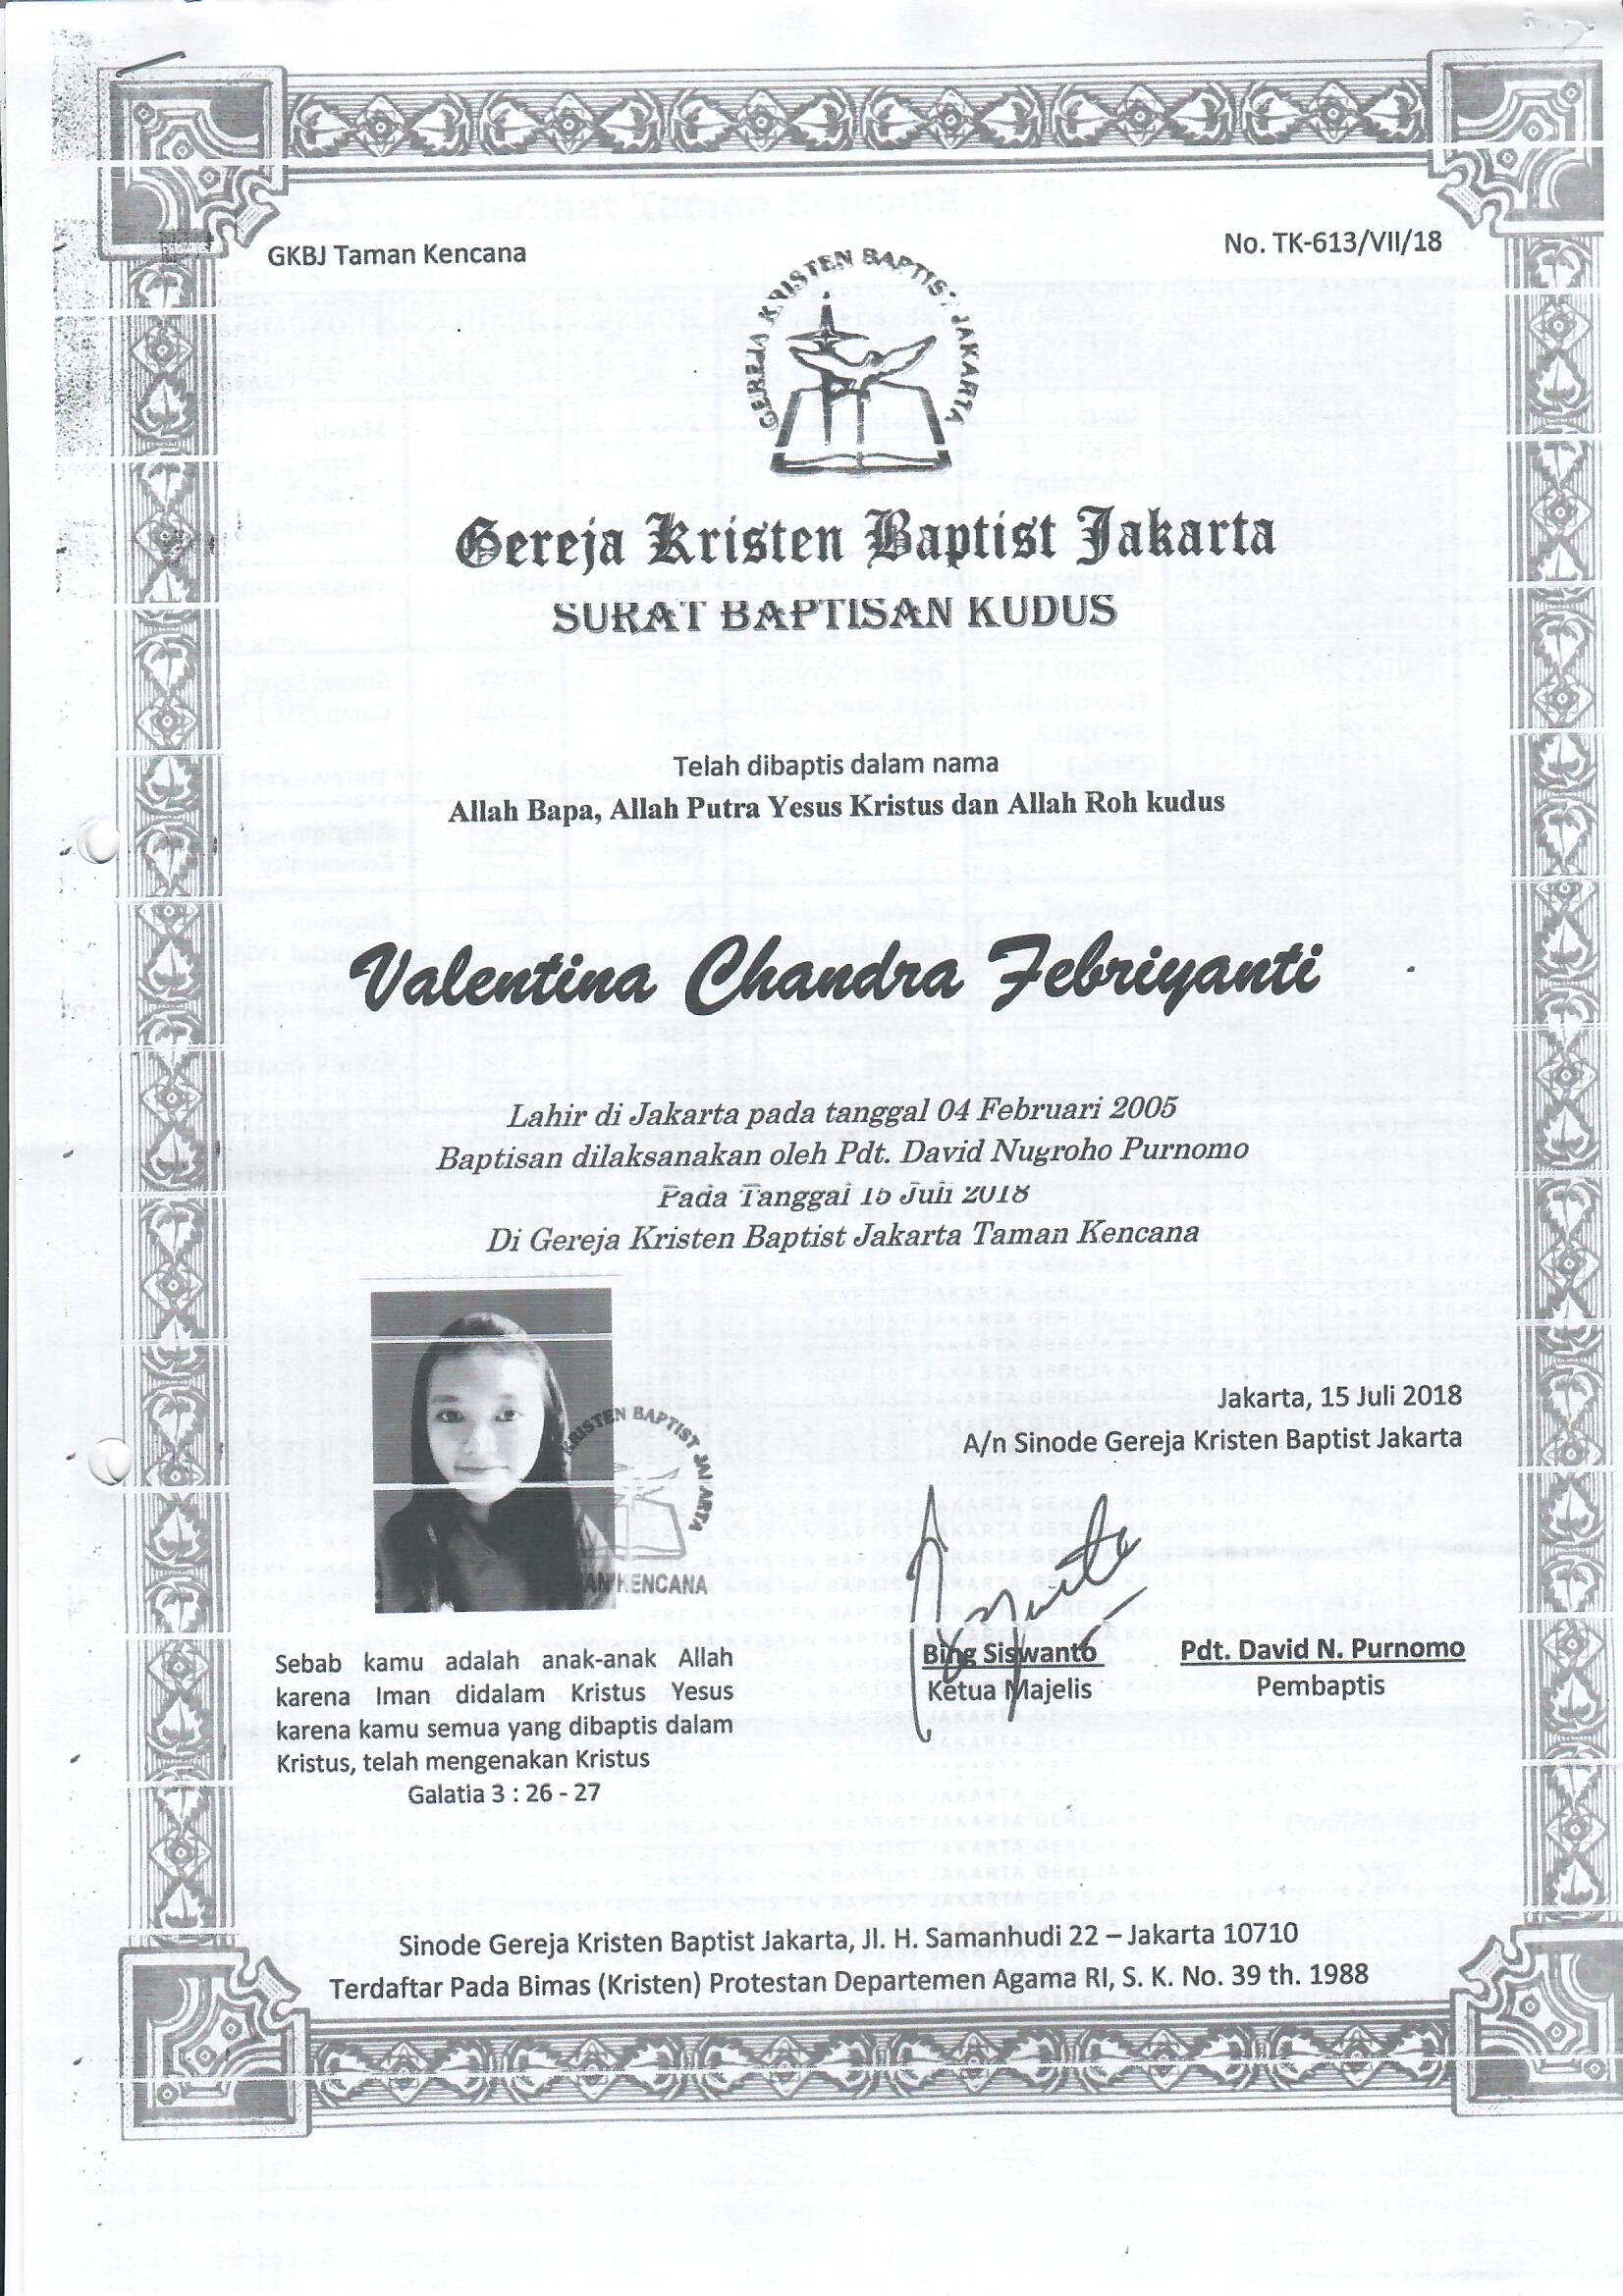 GKBJ Taman Kencana
No. TK-613/VII/18
GEREJA KRISTEN BAPTIST JAKARTA
Gereja Kristen Baptist Jakarta
SURAT BAPTISAN KUDUS
Telah dibaptis dalam nama
Allah Bapa, Allah Putra Yesus Kristus dan Allah Roh kudus
Valentina Chandra Febriyanti
Lahir di Jakarta pada tanggal 04 Februari 2005
Baptisan dilaksanakan oleh Pdt. David Nugroho Purnomo
Pada Tanggal 15 Juli 2018
Di Gereja Kristen Baptist Jakarta Taman Kencana
KRISTEN BAPTIST JAKARTA
KENCANA
Jakarta, 15 Juli 2018
A/n Sinode Gereja Kristen Baptist Jakarta
Bing Siswanto
Ketua Majelis
Pdt. David N. Purnomo
Pembaptis
Sebab kamu adalah anak-anak Allah
karena Iman didalam Kristus Yesus
karena kamu semua yang dibaptis dalam
Kristus, telah mengenakan Kristus
Galatia 3 : 26 - 27
Sinode Gereja Kristen Baptist Jakarta, Jl. H. Samanhudi 22 – Jakarta 10710
Terdaftar Pada Bimas (Kristen) Protestan Departemen Agama RI, S. K. No. 39 th. 1988